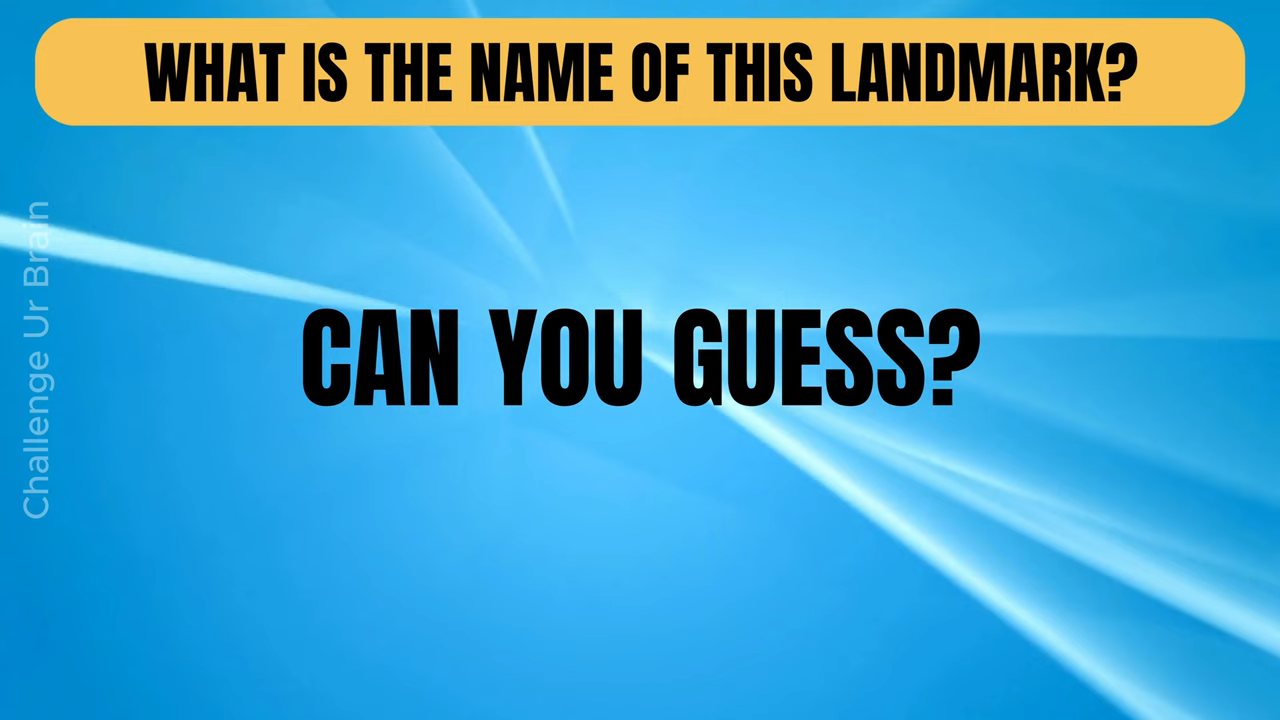 WHAT IS THE NAME OF THIS LANDMARK?
Challenge Ur Brain
CAN YOU GUESS?